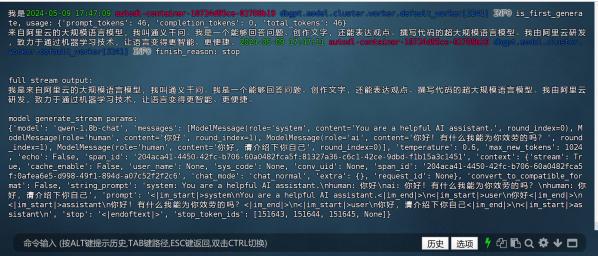 我是2024-05-09 17:47:09 autodl-container-10734d95ce-02708b19 dbgpt.model.cluster.worker.default_worker[3241] INFO is_first_genera
te, usage: {'prompt_tokens': 46, 'completion_tokens': 0, 'total_tokens': 46}
来自阿里云的大规模语言模型，我叫通义千问。我是一个能够回答问题、创作文字，还能表达观点、撰写代码的超大规模语言模型。由阿里云研发
，致力于通过机器学习技术，让语言变得更智能、更便捷。2024-05-09 17:47:11 autodl-container-10734d95ce-02708b19 dbgpt.model.cluster.
worker.default_worker[3241] INFO finish_reason: stop
full stream output:
我是来自阿里云的大规模语言模型，我叫通义千问。我是一个能够回答问题、创作文字，还能表达观点、撰写代码的超大规模语言模型。由阿里云
研发，致力于通过机器学习技术，让语言变得更智能、更便捷。
model generate_stream params:
{'model': 'qwen-1.8b-chat', 'messages': [ModelMessage(role='system', content='You are a helpful AI assistant.', round_index=0), M
odelMessage(role='human', content='你好', round_index=1), ModelMessage(role='ai', content='你好！有什么我能为你效劳的吗？', round
_index=1), ModelMessage(role='human', content='你好，请介绍下你自己', round_index=0)], 'temperature': 0.6, 'max_new_tokens': 1024
, 'echo': False, 'span_id': '204aca41-4450-42fc-b706-60a0482fca5f:81327a36-c6c1-42ce-9dbd-f1b15a3c1451', 'context': {'stream': T
rue, 'cache_enable': False, 'user_name': None, 'sys_code': None, 'conv_uid': None, 'span_id': '204aca41-4450-42fc-b706-60a0482fca5
f:0afea6e5-d998-49f1-894d-a07c52f2f2c6', 'chat_mode': 'chat_normal', 'extra': {}, 'request_id': None}, 'convert_to_compatible_for
mat': False, 'string_prompt': 'system: You are a helpful AI assistant.\nhuman: 你好\nai: 你好！有什么我能为你效劳的吗？\nhuman: 你
好，请介绍下你自己', 'prompt': '<|im_start|>system\nYou are a helpful AI assistant.<|im_end|>\n<|im_start|>user\n你好<|im_end|>\n
<|im_start|>assistant\n你好！有什么我能为你效劳的吗？<|im_end|>\n<|im_start|>user\n你好，请介绍下你自己<|im_end|>\n<|im_start|>as
sistant\n', 'stop': '<|endoftext|>', 'stop_token_ids': [151643, 151644, 151645, None]}
命令输入 (按ALT键提示历史,TAB键路径,ESC键返回,双击CTRL切换)
历史 选项